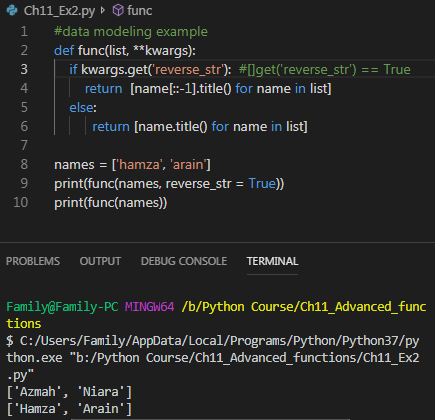 Ch11_Ex2.py > func
1 #data modeling example
2 def func(list, **kwargs):
3 if kwargs.get('reverse_str'): #[]get('reverse_str') == True
4 return [name[::-1].title() for name in list]
5 else:
6 return [name.title() for name in list]
7
8 names = ['hamza', 'arain']
9 print(func(names, reverse_str = True))
10 print(func(names))
PROBLEMS OUTPUT DEBUG CONSOLE TERMINAL
Family@Family-PC MINGW64 /b/Python Course/Ch11_Advanced_func
tions
$ C:/Users/Family/AppData/Local/Programs/Python/Python37/py
thon.exe "b:/Python Course/Ch11_Advanced_functions/Ch11_Ex2
.py"
['Azmah', 'Niara']
['Hamza', 'Arain']